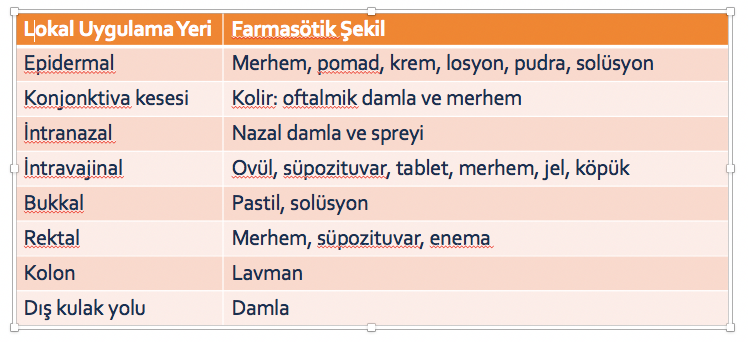 Lokal Uygulama Yeri Farmasötik Şekil
Epidermal Merhem, pomad, krem, losyon, pudra, solüsyon
Konjonktiva kesesi Kolir: oftalmik damla ve merhem
İntranazal Nazal damla ve spreyi
İntravajinal Ovül, süpozituvar, tablet, merhem, jel, köpük
Bukkal Pastil, solüsyon
Rektal Merhem, süpozituvar, enema
Kolon Lavman
Dış kulak yolu Damla